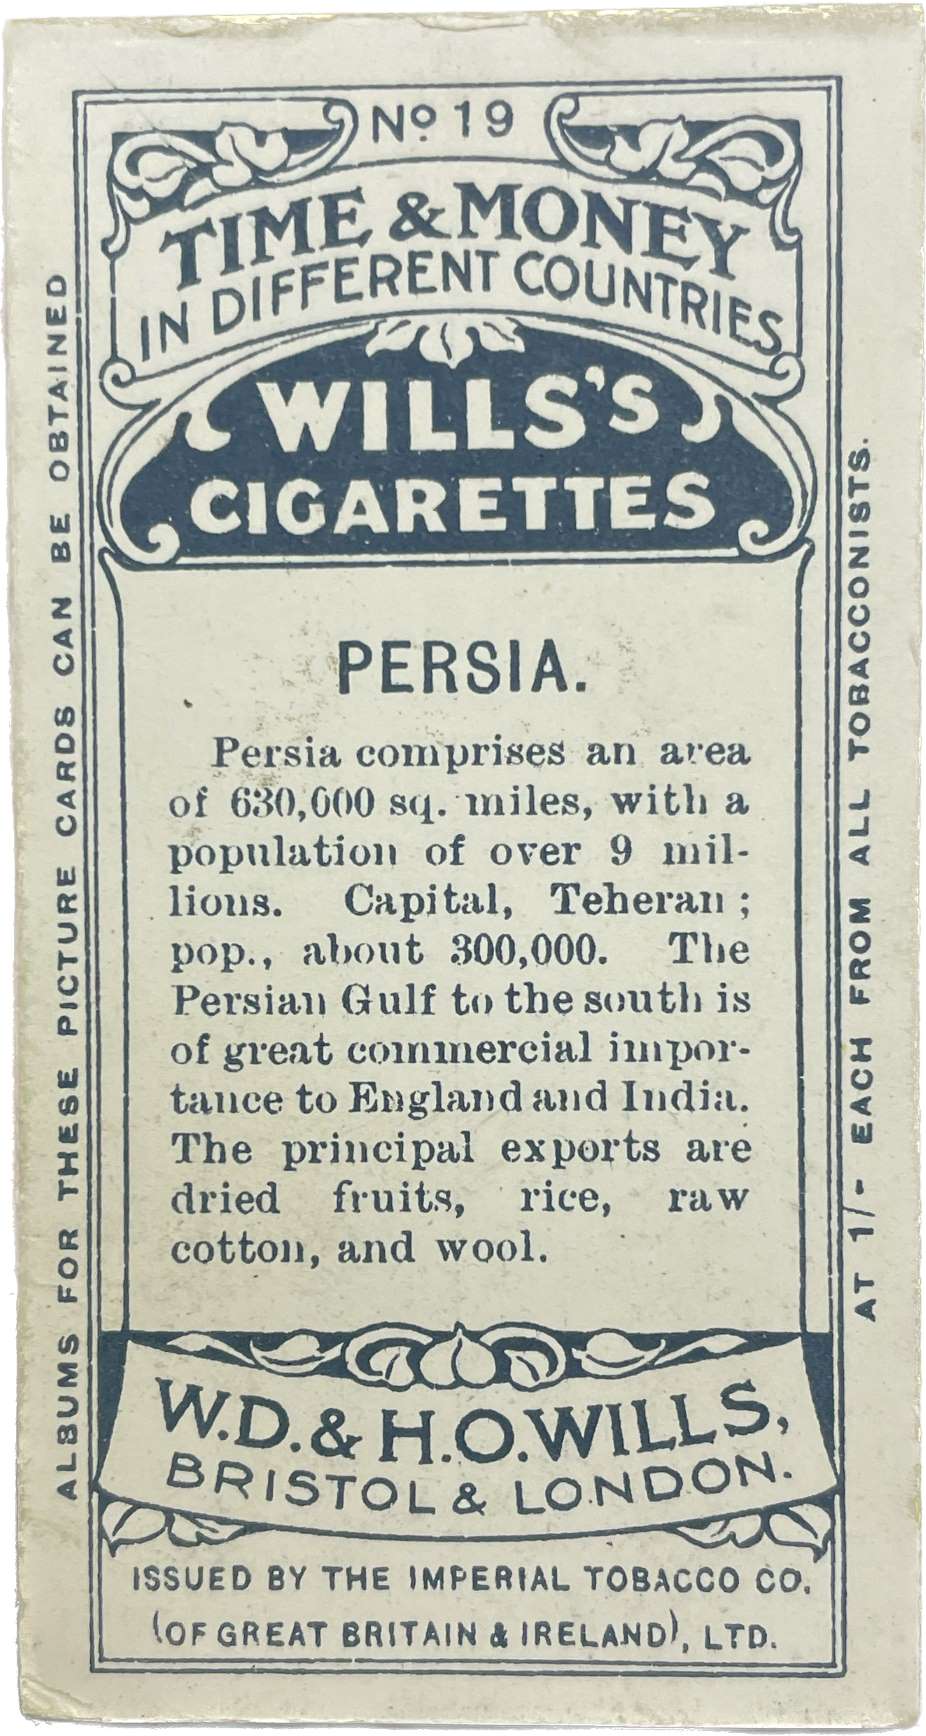 Nº 19
TIME & MONEY
IN DIFFERENT COUNTRIES
WILLS'S
CIGARETTES
PERSIA.
Persia comprises an area
of 630,000 sq. miles, with a
population of over 9 mil-
lions. Capital, Teheran;
pop., about 300,000. The
Persian Gulf to the south is
of great commercial impor-
tance to England and India.
The principal exports are
dried fruits, rice, raw
cotton, and wool.
W.D. & H.O. WILLS,
BRISTOL & LONDON.
ISSUED BY THE IMPERIAL TOBACCO CO.
(OF GREAT BRITAIN & IRELAND), LTD.
ALBUMS FOR THESE PICTURE CARDS CAN BE OBTAINED
AT 1/- EACH FROM ALL TOBACCONISTS.